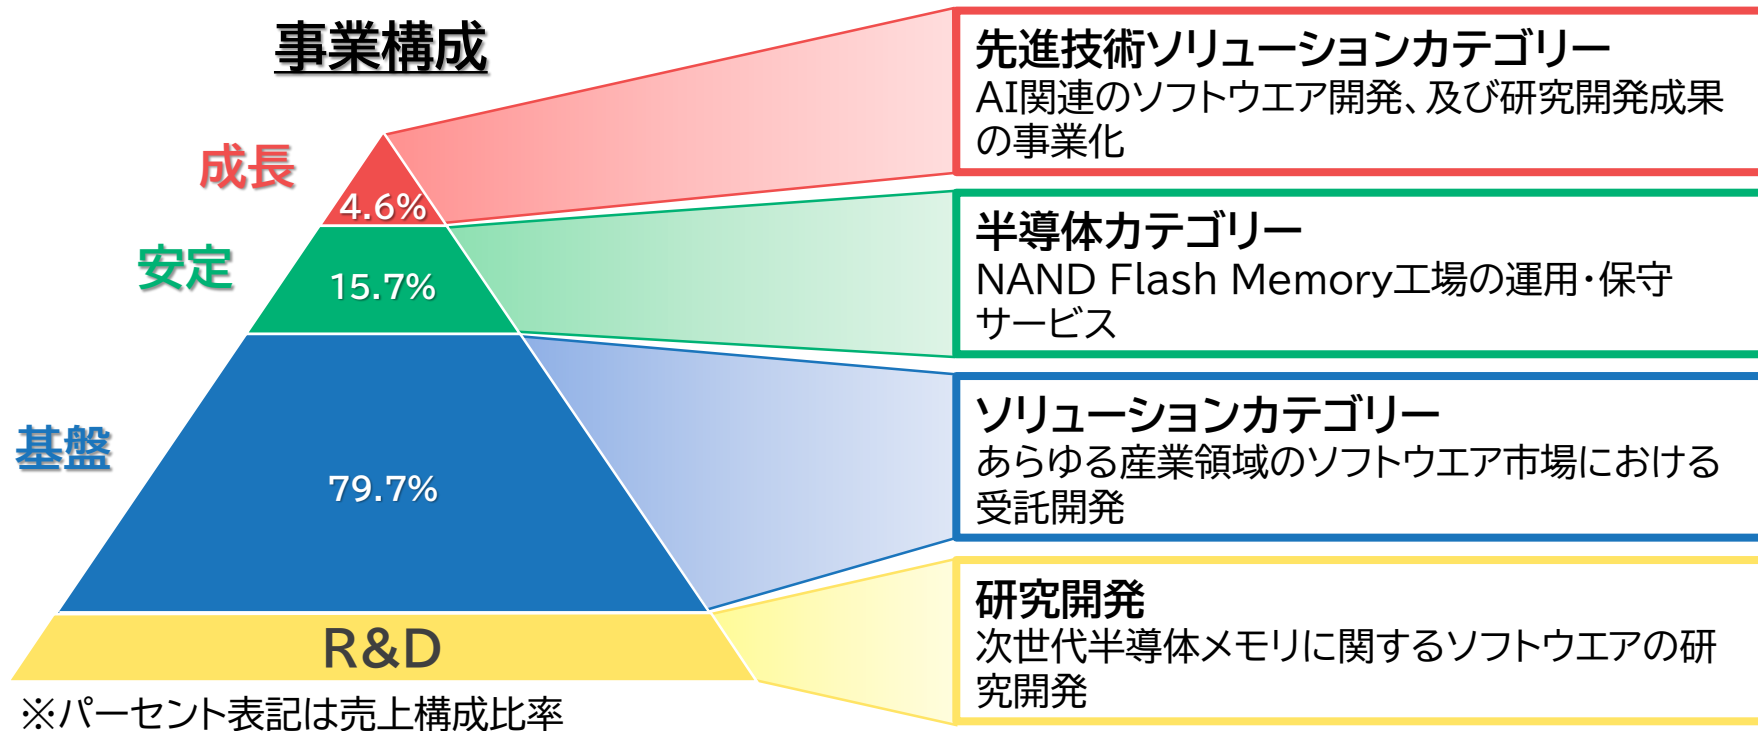 事業構成
成長
4.6%
安定
15.7%
基盤
79.7%
R&D
※パーセント表記は売上構成比率
先進技術ソリューションカテゴリー
AI関連のソフトウエア開発、及び研究開発成果
の事業化
半導体カテゴリー
NAND Flash Memory工場の運用・保守
サービス
ソリューションカテゴリー
あらゆる産業領域のソフトウエア市場における
受託開発
研究開発
次世代半導体メモリに関するソフトウエアの研
究開発